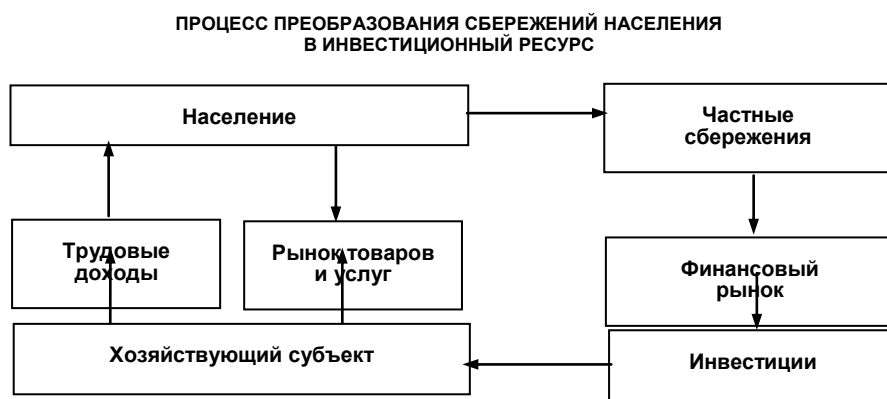 ПРОЦЕСС ПРЕОБРАЗОВАНИЯ СБЕРЕЖЕНИЙ НАСЕЛЕНИЯ
В ИНВЕСТИЦИОННЫЙ РЕСУРС
Население
Частные
сбережения
Трудовые
доходы
Рынок товаров
и услуг
Финансовый
рынок
Хозяйствующий субъект
Инвестиции